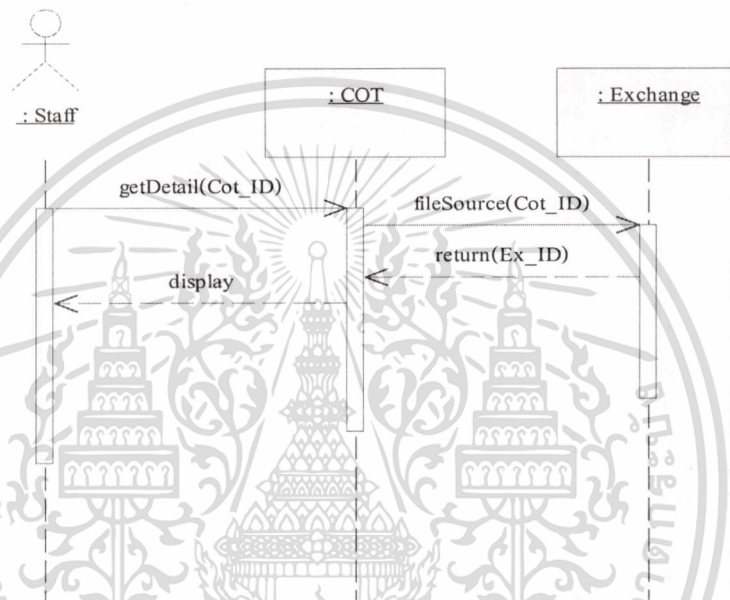 : Staff
: COT
: Exchange
getDetail(Cot_ID)
fileSource(Cot_ID)
return(Ex_ID)
display